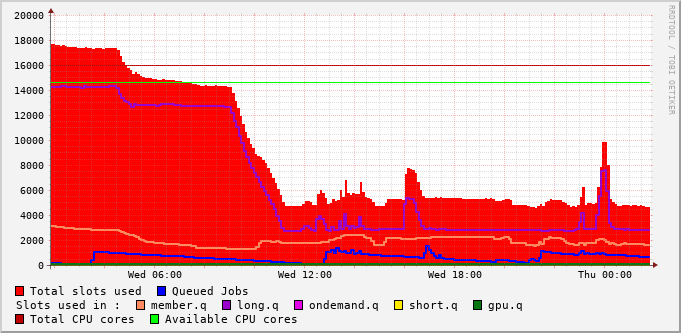 20000
18000
16000
14000
12000
10000
8000
6000
4000
2000
0
Wed 06:00 Wed 12:00 Wed 18:00 Thu 00:00
RRDTOOL / TOBI OETIKER
Total slots used Queued Jobs
Slots used in : member.q long.q ondemand.q short.q gpu.q
Total CPU cores Available CPU cores